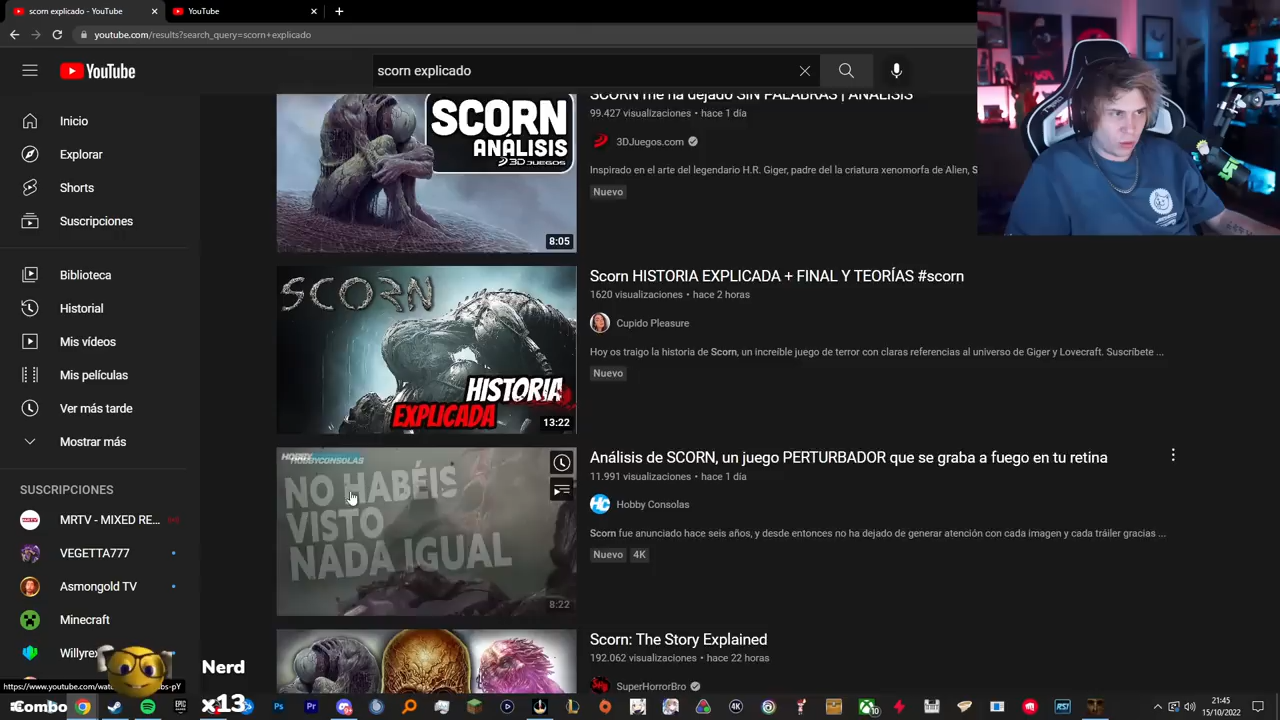 scorn explicado - YouTube
YouTube
youtube.com/results?search_query=scorn+explicado
YouTube
scorn explicado
Inicio
Explorar
Shorts
Suscripciones
Biblioteca
Historial
Mis vídeos
Mis películas
Ver más tarde
Mostrar más
SUSCRIPCIONES
MRTV - MIXED RE...
VEGETTA777
Asmongold TV
Minecraft
Willyrex
SCORN
ANÁLISIS
3DJUEGOS
8:05
SCORN me ha dejado SIN PALABRAS | ANÁLISIS
99.427 visualizaciones • hace 1 día
3DJuegos.com
Inspirado en el arte del legendario H.R. Giger, padre del la criatura xenomorfa de Alien, S
Nuevo
SCORN
HISTORIA
EXPLICADA
13:22
Scorn HISTORIA EXPLICADA + FINAL Y TEORÍAS #scorn
1620 visualizaciones • hace 2 horas
Cupido Pleasure
Hoy os traigo la historia de Scorn, un increíble juego de terror con claras referencias al universo de Giger y Lovecraft. Suscríbete ...
Nuevo
HOBBYCONSOLAS
NO HABÉIS
VISTO
NADA IGUAL
8:22
Análisis de SCORN, un juego PERTURBADOR que se graba a fuego en tu retina
11.991 visualizaciones • hace 1 día
Hobby Consolas
Scorn fue anunciado hace seis años, y desde entonces no ha dejado de generar atención con cada imagen y cada tráiler gracias ...
Nuevo 4K
Scorn: The Story Explained
192.062 visualizaciones • hace 22 horas
SuperHorrorBro
Nerd
x13
Combo
21:45
15/10/2022